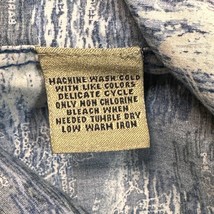 MACHINE WASH COLD
WITH LIKE COLORS
DELICATE CYCLE
ONLY NON CHLORINE
BLEACH WHEN
NEEDED TUMBLE DRY
LOW WARM IRON